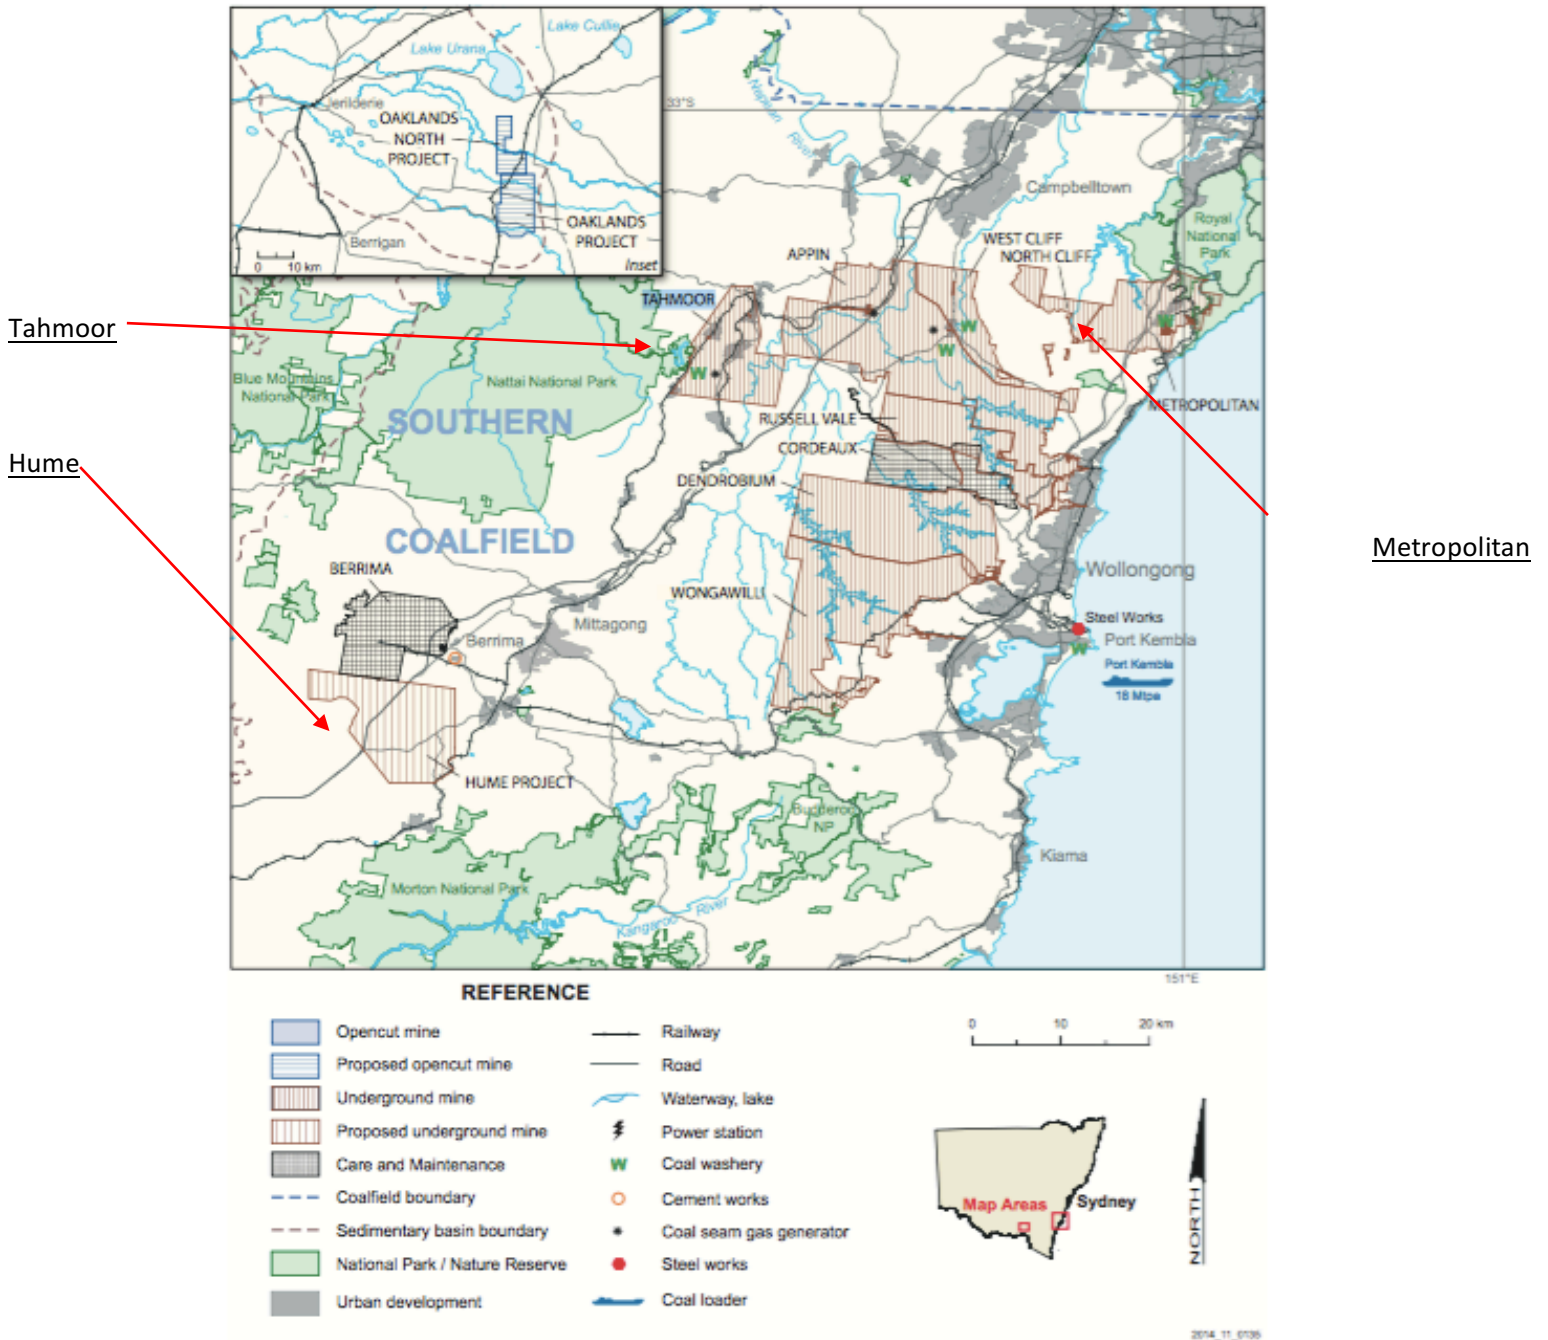 Lake Cullie
Lake Urana
Jerilderie
OAKLANDS
NORTH
PROJECT
OAKLANDS
PROJECT
Berrigan
0 10 km
Inset
33°S
Nepean
River
Campbelltown
Royal
National
Park
WEST CLIFF
NORTH CLIFF
APPIN
TAHMOOR
Tahmoor
W
W
W
W
Blue Mountains
National Park
Nattai National Park
METROPOLITAN
SOUTHERN
RUSSELL VALE
CORDEAUX
Hume
DENDROBIUM
COALFIELD
Metropolitan
BERRIMA
Wollongong
WONGAWILLI
Steel Works
Mittagong
Berrima
Port Kembla
W
Port Kembla
18 Mtpa
HUME PROJECT
Budderoo
NP
Kiama
Morton National Park
Kangaroo River
151°E
REFERENCE
Opencut mine
Proposed opencut mine
Underground mine
Proposed underground mine
Care and Maintenance
Coalfield boundary
Sedimentary basin boundary
National Park / Nature Reserve
Urban development
Railway
Road
Waterway, lake
Power station
W Coal washery
Cement works
Coal seam gas generator
Steel works
Coal loader
0 10 20 km
Map Areas
Sydney
NORTH
2014_11_0136